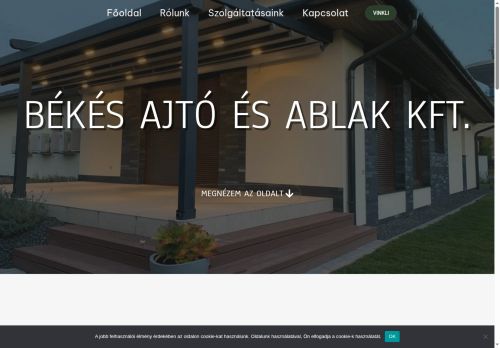 Főoldal Rólunk Szolgáltatásaink Kapcsolat VINKLI
BÉKÉS AJTÓ ÉS ABLAK KFT.
MEGNÉZEM AZ OLDALT
A jobb felhasználói élmény érdekében az oldalon cookie-kat használunk. Oldalunk használatával, Ön elfogadja a cookie-k használatát. OK